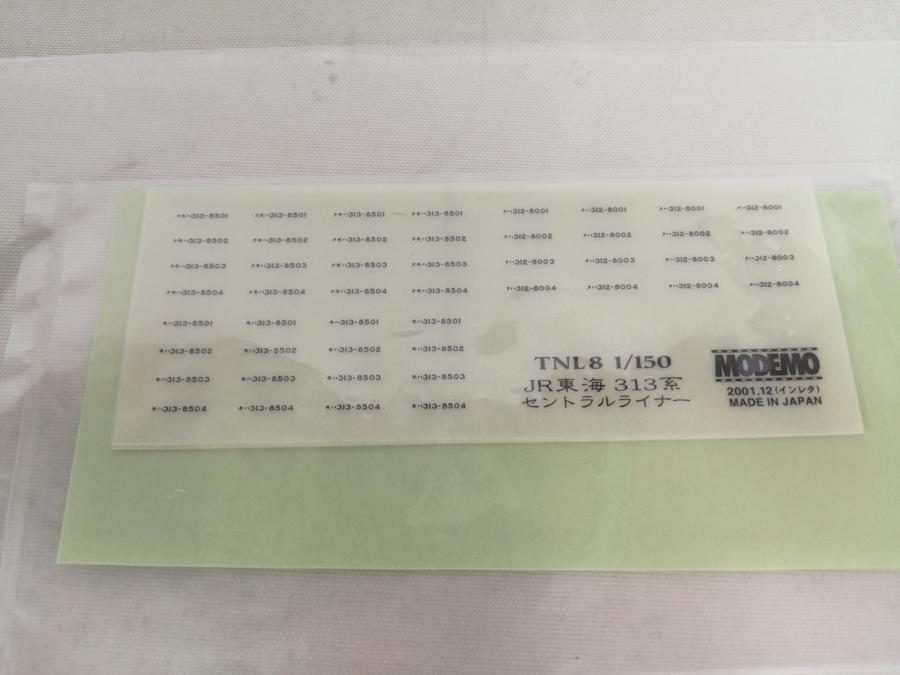 クモハ313-8501 クモハ313-8501 クモハ313-8501 クモハ313-8501 クハ312-8001 クハ312-8001 クハ312-8001 クハ312-8001
クモハ313-8502 クモハ313-8502 クモハ313-8502 クモハ313-8502 クハ312-8002 クハ312-8002 クハ312-8002 クハ312-8002
クモハ313-8503 クモハ313-8503 クモハ313-8503 クモハ313-8503 クハ312-8003 クハ312-8003 クハ312-8003 クハ312-8003
クモハ313-8504 クモハ313-8504 クモハ313-8504 クモハ313-8504 クハ312-8004 クハ312-8004 クハ312-8004 クハ312-8004
モハ313-8501 モハ313-8501 モハ313-8501 モハ313-8501
モハ313-8502 モハ313-8502 モハ313-8502 モハ313-8502
モハ313-8503 モハ313-8503 モハ313-8503 モハ313-8503
モハ313-8504 モハ313-8504 モハ313-8504 モハ313-8504
TNL8 1/150
JR東海 313系
セントラルライナー
MODEMO
2001.12(インレタ)
MADE IN JAPAN